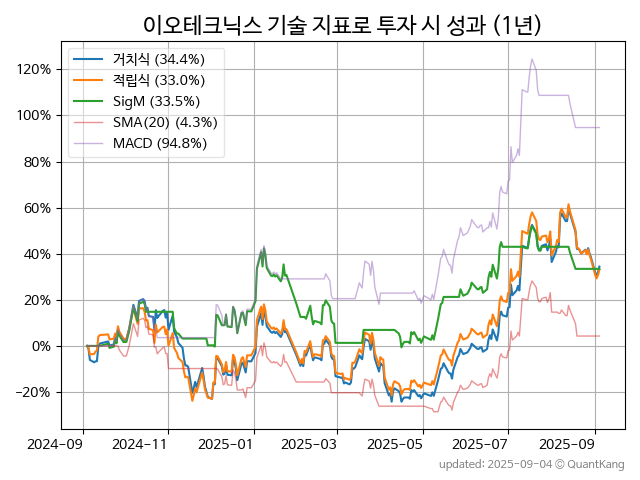 이오테크닉스 기술 지표로 투자 시 성과 (1년)
거치식 (34.4%)
적립식 (33.0%)
SigM (33.5%)
SMA(20) (4.3%)
MACD (94.8%)
120%
100%
80%
60%
40%
20%
0%
−20%
2024-09
2024-11
2025-01
2025-03
2025-05
2025-07
2025-09
updated: 2025-09-04 © QuantKang